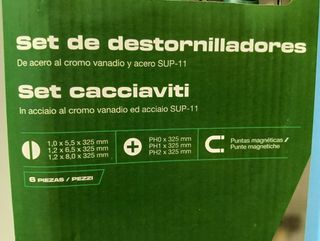 Set de destornilladores
De acero al cromo vanadio y acero SUP-11
Set cacciaviti
In acciaio al cromo vanadio ed acciaio SUP-11
1,0 x 5,5 x 325 mm
1,2 x 6,5 x 325 mm
1,2 x 8,0 x 325 mm
PH0 x 325 mm
PH1 x 325 mm
PH2 x 325 mm
Puntas magnéticas /
Punte magnetiche
6 PIEZAS / PEZZI